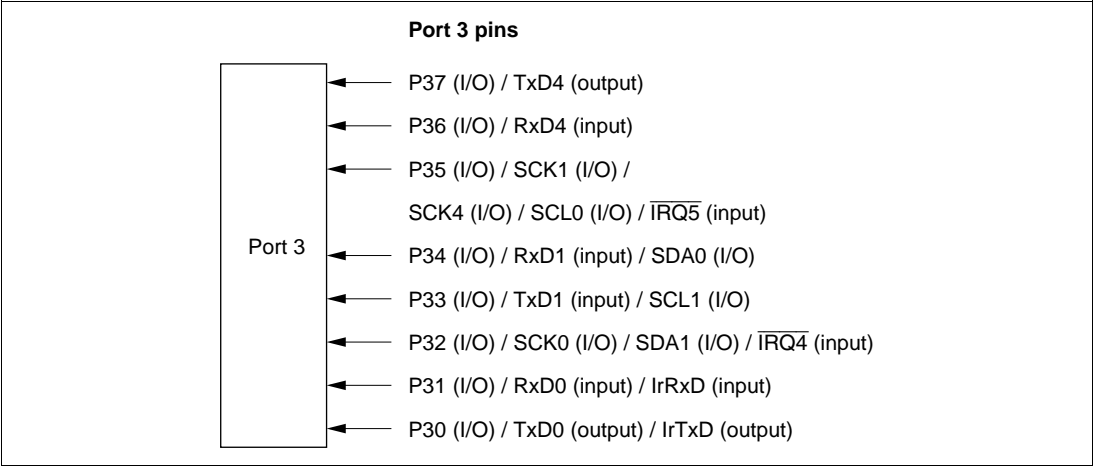 Port 3 pins
P37 (I/O) / TxD4 (output)
P36 (I/O) / RxD4 (input)
P35 (I/O) / SCK1 (I/O) /
SCK4 (I/O) / SCL0 (I/O) / I̅R̅Q̅5̅ (input)
Port 3
P34 (I/O) / RxD1 (input) / SDA0 (I/O)
P33 (I/O) / TxD1 (input) / SCL1 (I/O)
P32 (I/O) / SCK0 (I/O) / SDA1 (I/O) / I̅R̅Q̅4̅ (input)
P31 (I/O) / RxD0 (input) / IrRxD (input)
P30 (I/O) / TxD0 (output) / IrTxD (output)